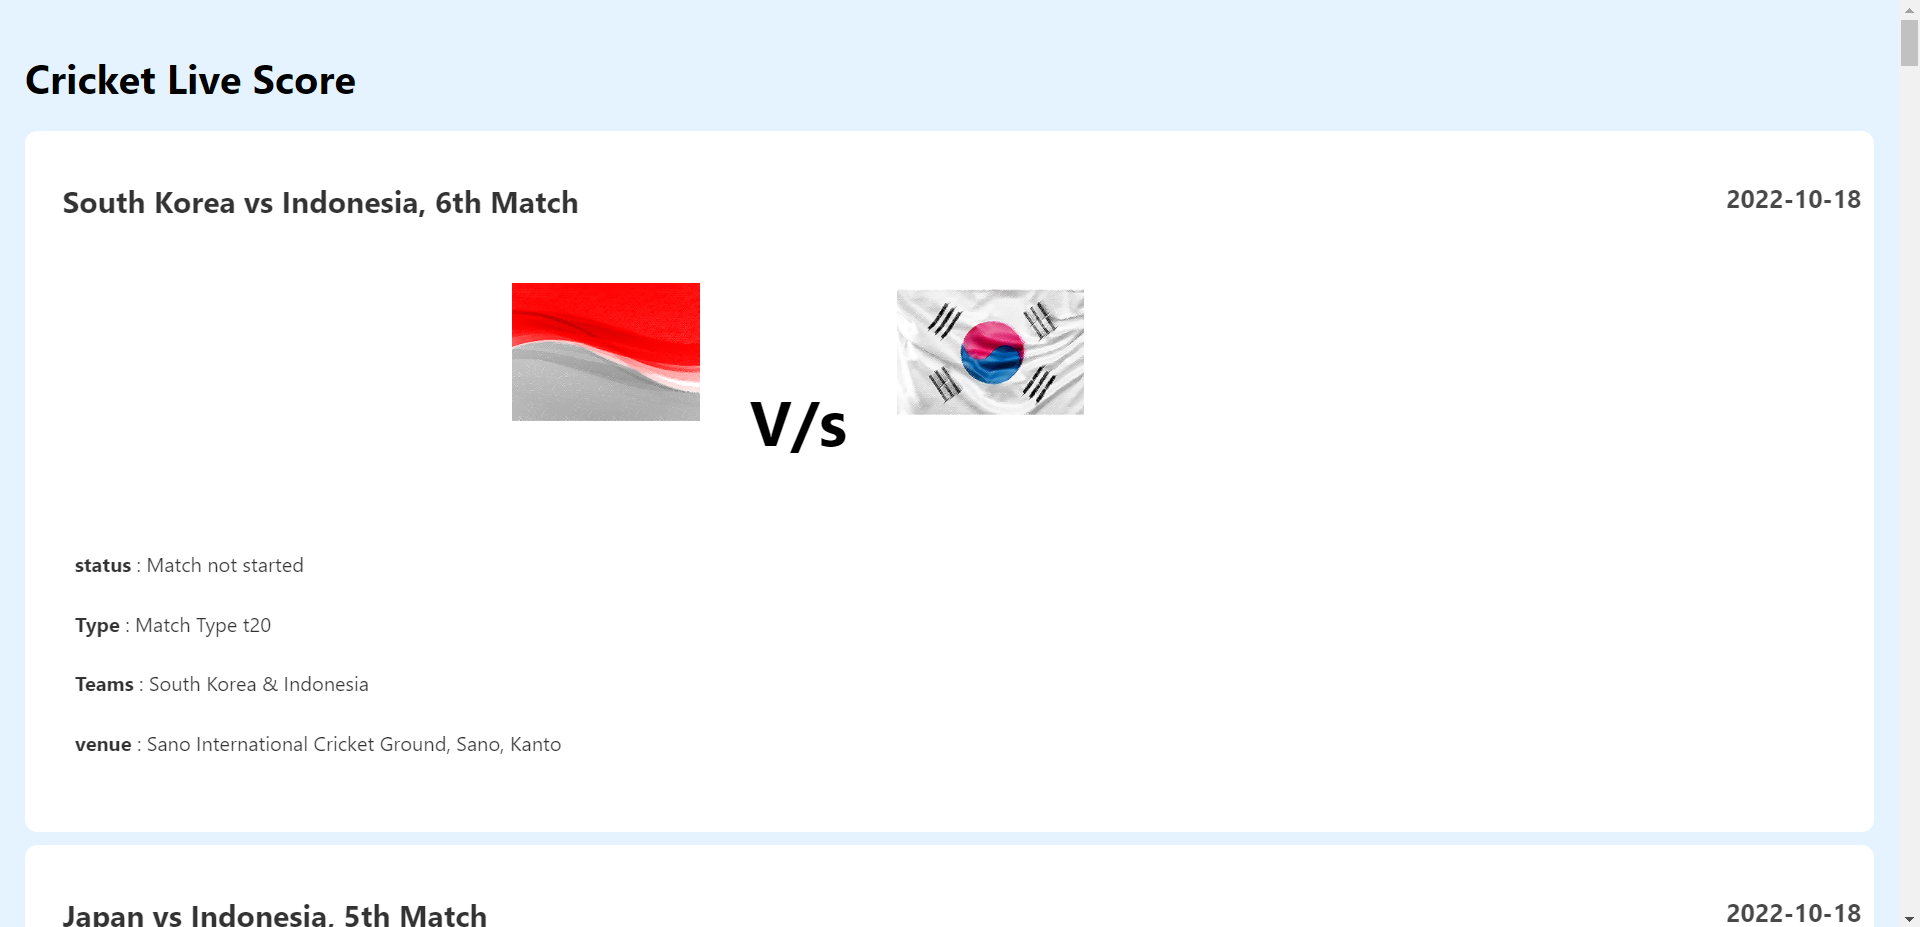 Cricket Live Score
South Korea vs Indonesia, 6th Match
2022-10-18
V/s
status : Match not started
Type : Match Type t20
Teams : South Korea & Indonesia
venue : Sano International Cricket Ground, Sano, Kanto
Japan vs Indonesia, 5th Match
2022-10-18